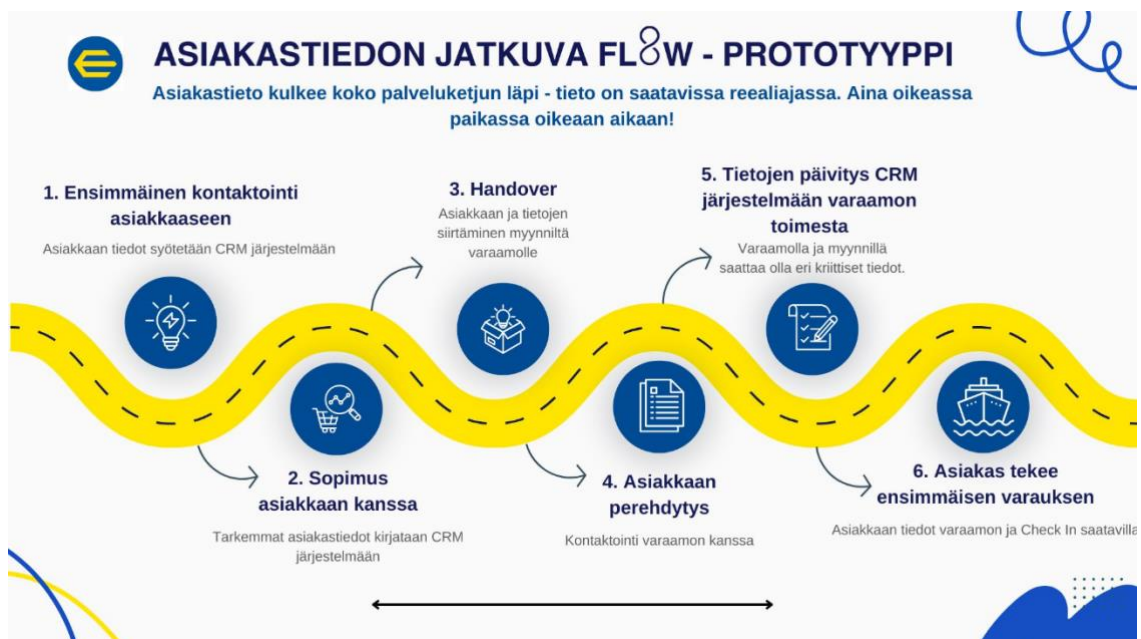 ASIAKASTIEDON JATKUVA FL8W - PROTOTYYPPI
Asiakastieto kulkee koko palveluketjun läpi - tieto on saatavissa reealiajassa. Aina oikeassa
paikassa oikeaan aikaan!
1. Ensimmäinen kontaktointi
asiakkaaseen
Asiakkaan tiedot syötetään CRM järjestelmään
2. Sopimus
asiakkaan kanssa
Tarkemmat asiakastiedot kirjataan CRM
järjestelmään
3. Handover
Asiakkaan ja tietojen
siirtäminen myynniltä
varaamolle
4. Asiakkaan
perehdytys
Kontaktointi varaamon kanssa
5. Tietojen päivitys CRM
järjestelmään varaamon
toimesta
Varaamolla ja myynnillä
saattaa olla eri kriittiset tiedot.
6. Asiakas tekee
ensimmäisen varauksen
Asiakkaan tiedot varaamon ja Check In saatavilla